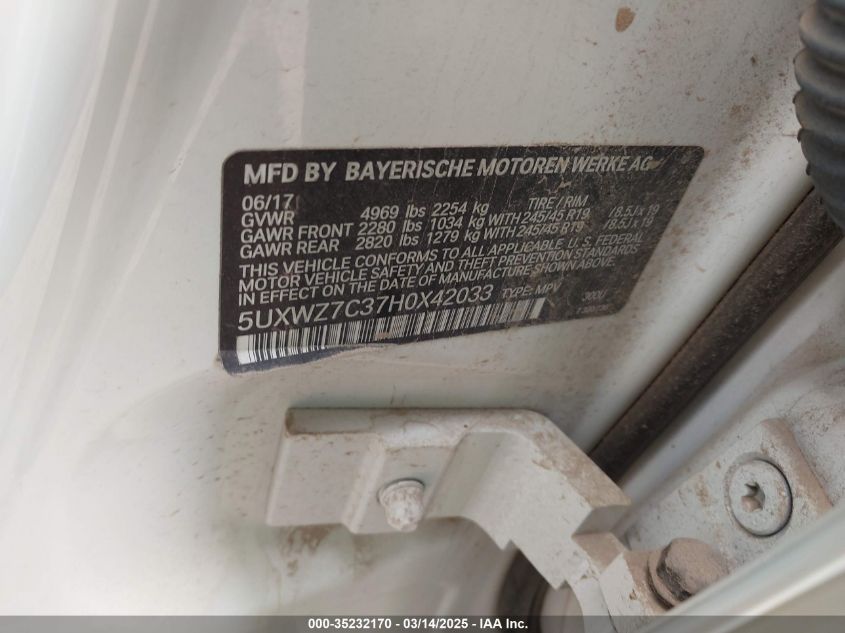 MFD BY BAYERISCHE MOTOREN WERKE AG
06/17
GVWR 4969 lbs 2254 kg TIRE / RIM
GAWR FRONT 2280 lbs 1034 kg WITH 245/45 R19 / 8.5J x 19
GAWR REAR 2820 lbs 1279 kg WITH 245/45 R19 / 8.5J x 19
THIS VEHICLE CONFORMS TO ALL APPLICABLE U. S. FEDERAL
MOTOR VEHICLE SAFETY AND THEFT PREVENTION STANDARDS
IN EFFECT ON THE DATE OF MANUFACTURE SHOWN ABOVE.
5UXWZ7C37H0X42033 TYPE: MPV 300U
000-35232170 - 03/14/2025 - IAA Inc.